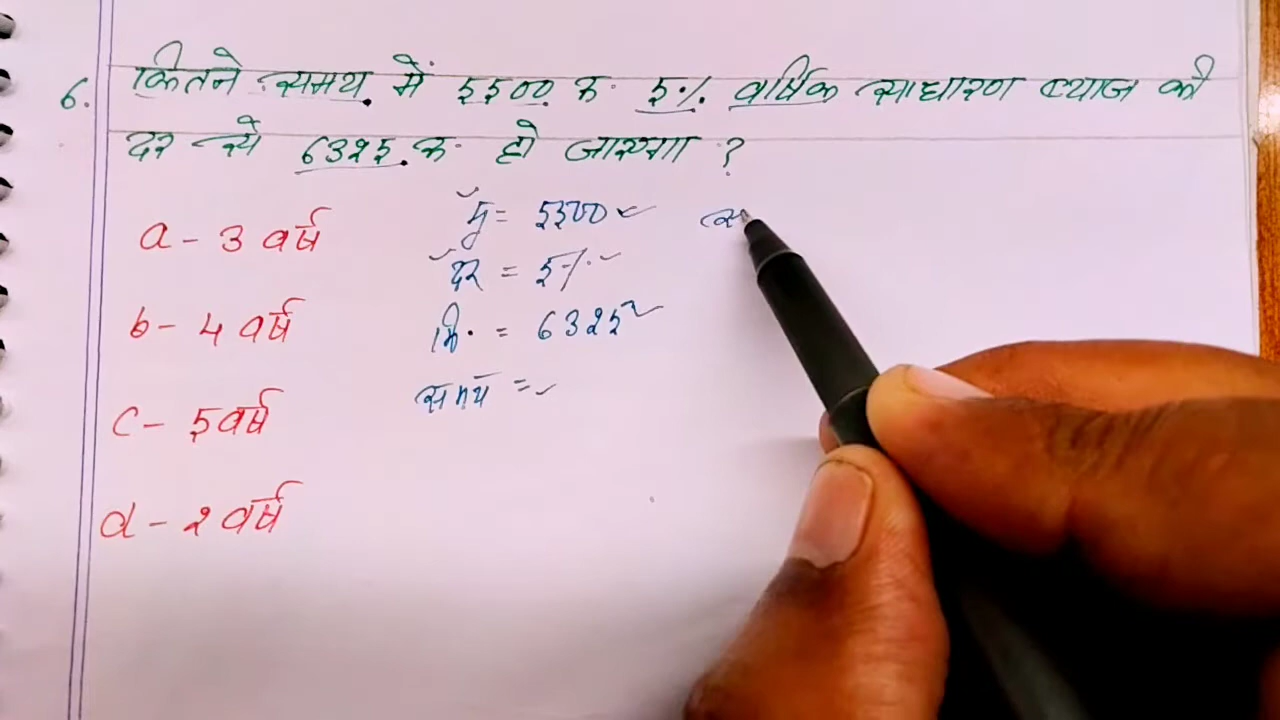 6. कितने समय में 5500 रु. 5% वार्षिक साधारण ब्याज की
दर से 6325 रु. हो जाएगा ?
a - 3 वर्ष
b - 4 वर्ष
c - 5 वर्ष
d - 2 वर्ष
मू = 5500
दर = 5%
मि. = 6325
समय =